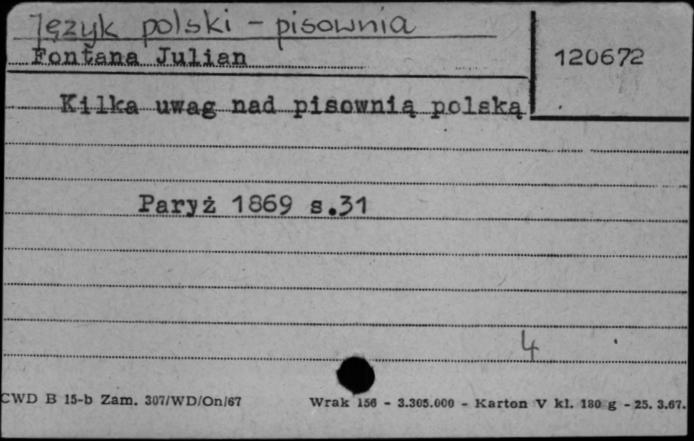 Język polski - pisownia
Fontana Julian
120672
Kilka uwag nad pisownią polską
Paryż 1869 s.31
4
CWD B 15-b Zam. 307/WD/On/67
Wrak 156 - 3.305.000 - Karton V kl. 180 g - 25. 3.67.